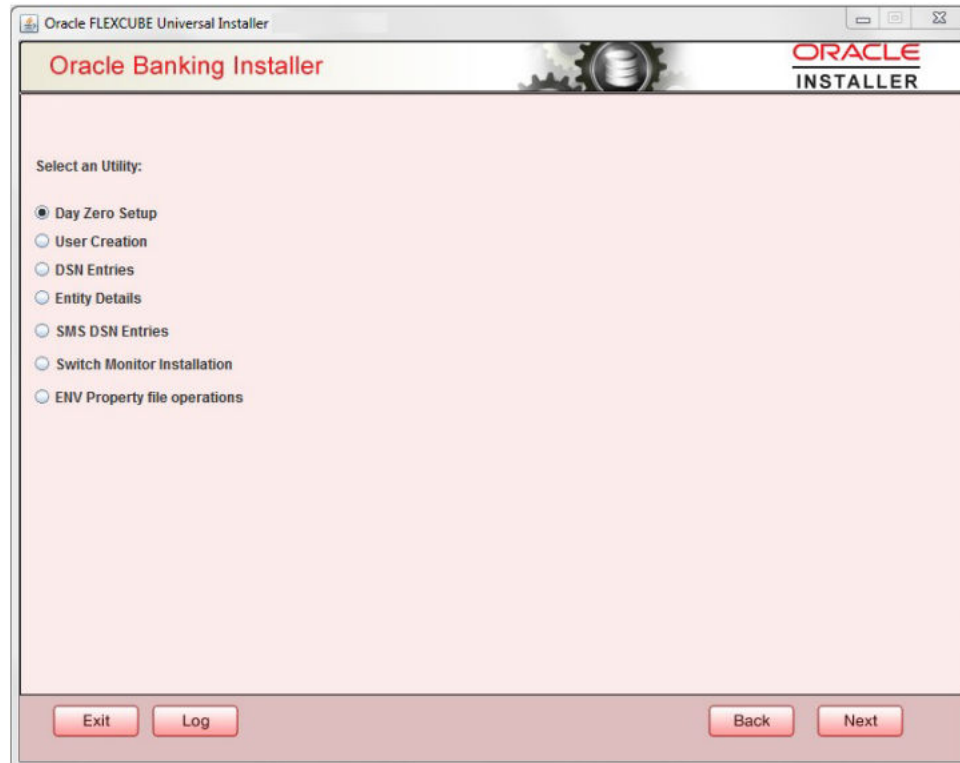 Oracle FLEXCUBE Universal Installer
Oracle Banking Installer
ORACLE
INSTALLER
Select an Utility:
Day Zero Setup
User Creation
DSN Entries
Entity Details
SMS DSN Entries
Switch Monitor Installation
ENV Property file operations
Exit
Log
Back
Next